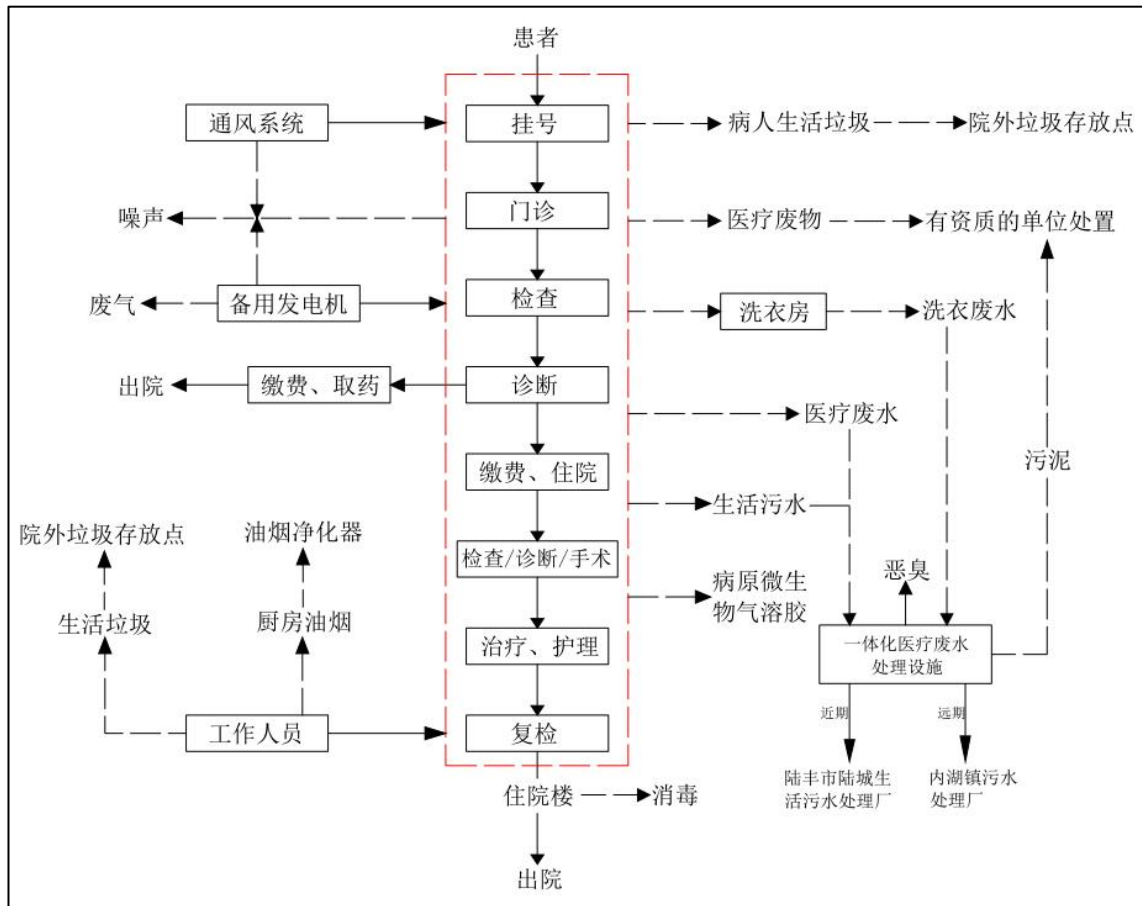 患者
通风系统
挂号
病人生活垃圾
院外垃圾存放点
噪声
门诊
医疗废物
有资质的单位处置
废气
备用发电机
检查
洗衣房
洗衣废水
出院
缴费、取药
诊断
医疗废水
污泥
缴费、住院
生活污水
院外垃圾存放点
油烟净化器
检查/诊断/手术
恶臭
病原微生
物气溶胶
生活垃圾
厨房油烟
治疗、护理
一体化医疗废水
处理设施
工作人员
复检
近期
远期
陆丰市陆城生
活污水处理厂
内湖镇污水
处理厂
住院楼
消毒
出院